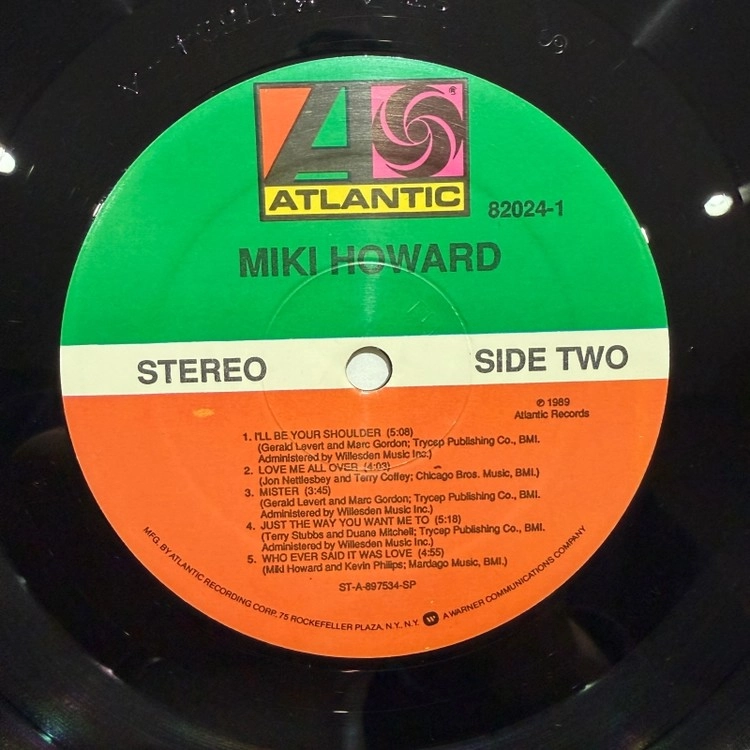 ATLANTIC
®
82024-1
MIKI HOWARD
STEREO
SIDE TWO
℗ 1989
Atlantic Records
1. I'LL BE YOUR SHOULDER (5:08)
(Gerald Levert and Marc Gordon; Trycep Publishing Co., BMI.
Administered by Willesden Music Inc.)
2. LOVE ME ALL OVER (4:03)
(Jon Nettlesbey and Terry Coffey; Chicago Bros. Music, BMI.)
3. MISTER (3:45)
(Gerald Levert and Marc Gordon; Trycep Publishing Co., BMI.
Administered by Willesden Music Inc.)
4. JUST THE WAY YOU WANT ME TO (5:18)
(Terry Stubbs and Duane Mitchell; Trycep Publishing Co., BMI.
Administered by Willesden Music Inc.)
5. WHO EVER SAID IT WAS LOVE (4:55)
(Miki Howard and Kevin Philips; Mardago Music, BMI.)
ST-A-897534-SP
MFG. BY ATLANTIC RECORDING CORP., 75 ROCKEFELLER PLAZA, N.Y., N.Y. A WARNER COMMUNICATIONS COMPANY